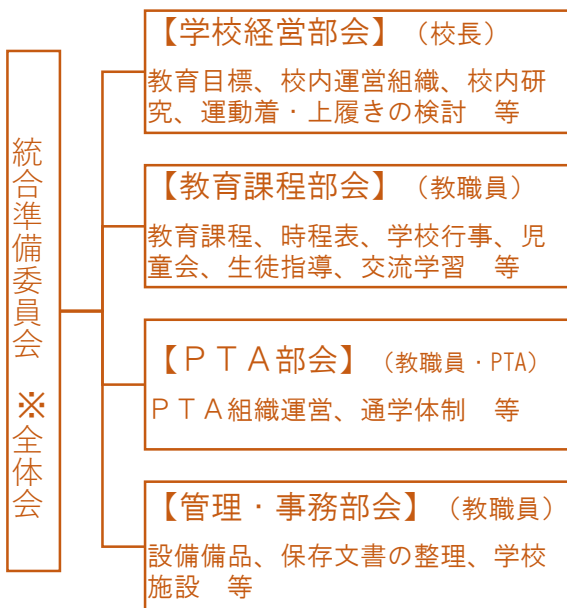 統合準備委員会　※全体会
【学校経営部会】（校長）
教育目標、校内運営組織、校内研
究、運動着・上履きの検討　等
【教育課程部会】（教職員）
教育課程、時程表、学校行事、児
童会、生徒指導、交流学習　等
【ＰＴＡ部会】（教職員・PTA）
ＰＴＡ組織運営、通学体制　等
【管理・事務部会】（教職員）
設備備品、保存文書の整理、学校
施設　等